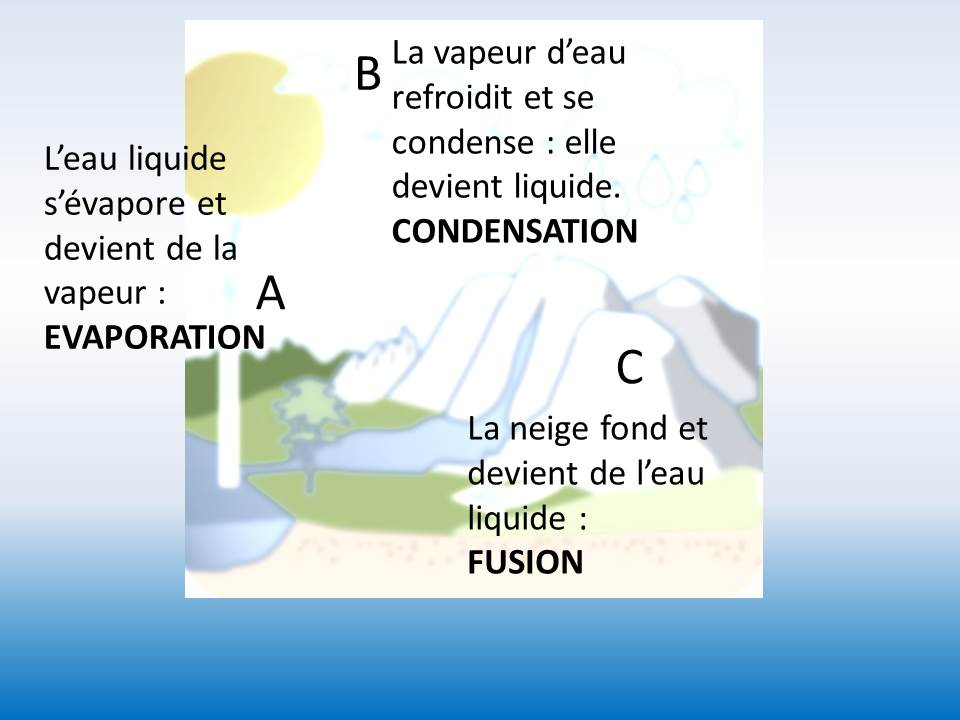 L’eau liquide
s’évapore et
devient de la
vapeur :
EVAPORATION
A
B
La vapeur d’eau
refroidit et se
condense : elle
devient liquide.
CONDENSATION
C
La neige fond et
devient de l’eau
liquide :
FUSION